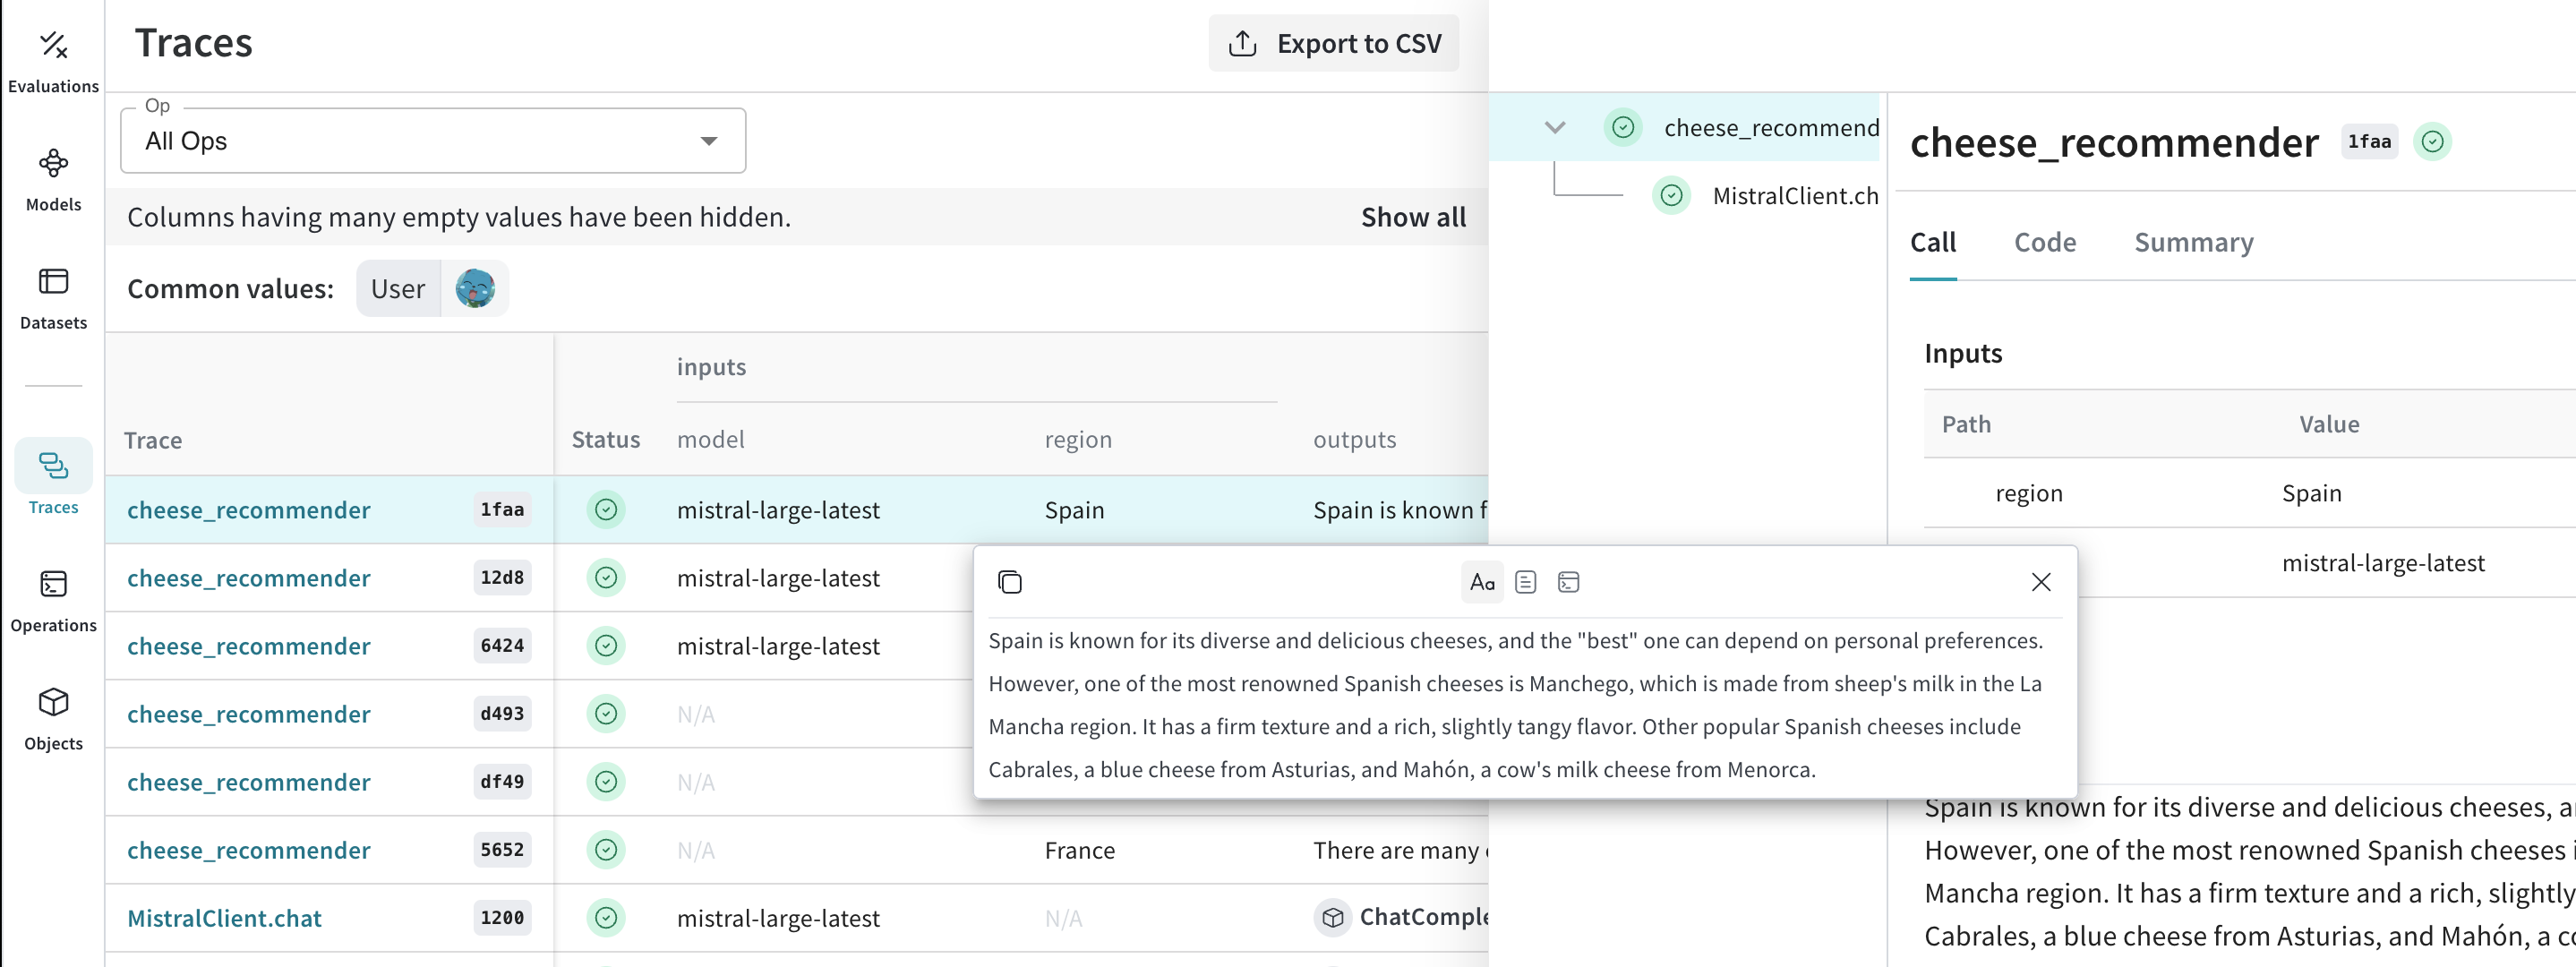 Evaluations
Models
Datasets
Traces
Operations
Objects
Traces
Export to CSV
Op
All Ops
Columns having many empty values have been hidden.
Show all
Common values: User
inputs
Trace Status model region outputs
cheese_recommender 1faa mistral-large-latest Spain Spain is known f
cheese_recommender 12d8 mistral-large-latest
cheese_recommender 6424 mistral-large-latest
cheese_recommender d493 N/A
cheese_recommender df49 N/A
cheese_recommender 5652 N/A France There are many
MistralClient.chat 1200 mistral-large-latest N/A ChatComple
cheese_recommend
MistralClient.ch
cheese_recommender 1faa
Call Code Summary
Inputs
Path Value
region Spain
mistral-large-latest
Aa
Spain is known for its diverse and delicious cheeses, and the "best" one can depend on personal preferences.
However, one of the most renowned Spanish cheeses is Manchego, which is made from sheep's milk in the La
Mancha region. It has a firm texture and a rich, slightly tangy flavor. Other popular Spanish cheeses include
Cabrales, a blue cheese from Asturias, and Mahón, a cow's milk cheese from Menorca.
Spain is known for its diverse and delicious cheeses, a
However, one of the most renowned Spanish cheeses i
Mancha region. It has a firm texture and a rich, slightly
Cabrales, a blue cheese from Asturias, and Mahón, a c